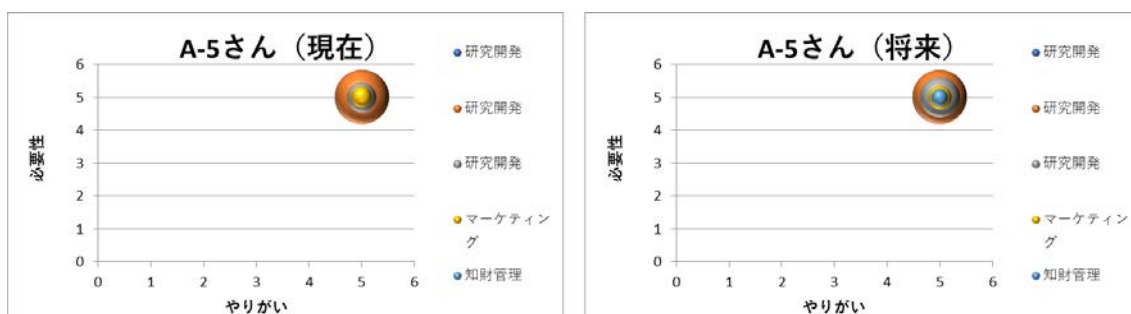 A-5さん（現在）
6
5
4
3
2
1
0
0 1 2 3 4 5 6
必要性
やりがい
研究開発
研究開発
研究開発
マーケティン
グ
知財管理
A-5さん（将来）
6
5
4
3
2
1
0
0 1 2 3 4 5 6
必要性
やりがい
研究開発
研究開発
研究開発
マーケティン
グ
知財管理